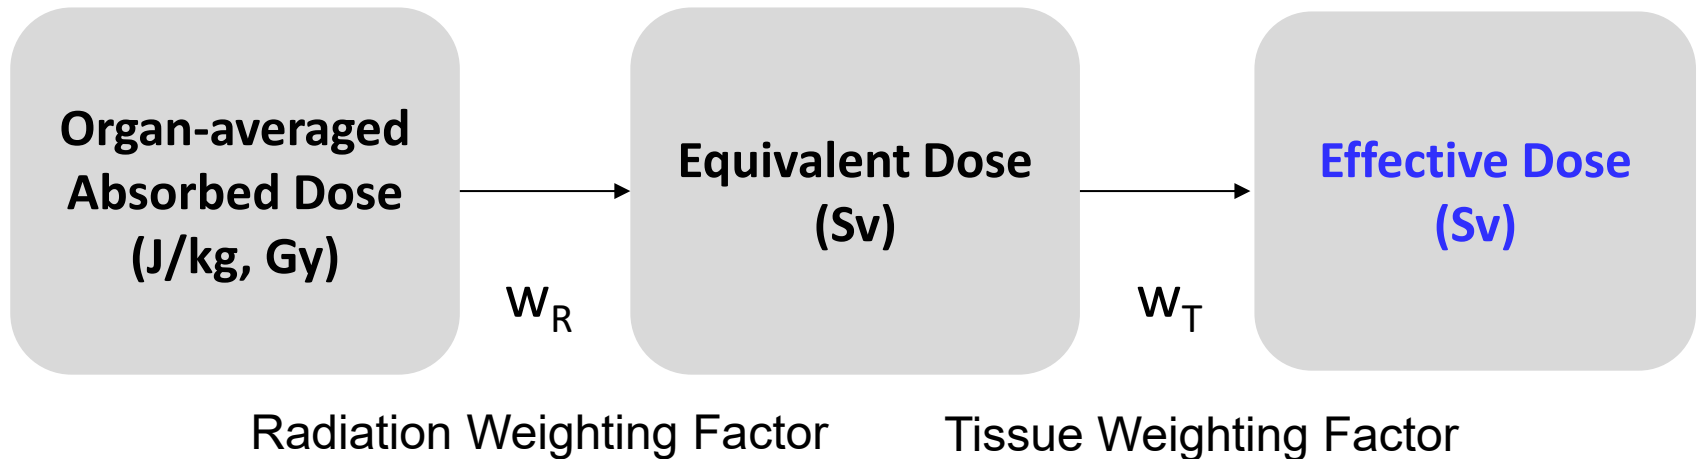 Organ-averaged
Absorbed Dose
(J/kg, Gy)
Equivalent Dose
(Sv)
Effective Dose
(Sv)
wR
wT
Radiation Weighting Factor
Tissue Weighting Factor